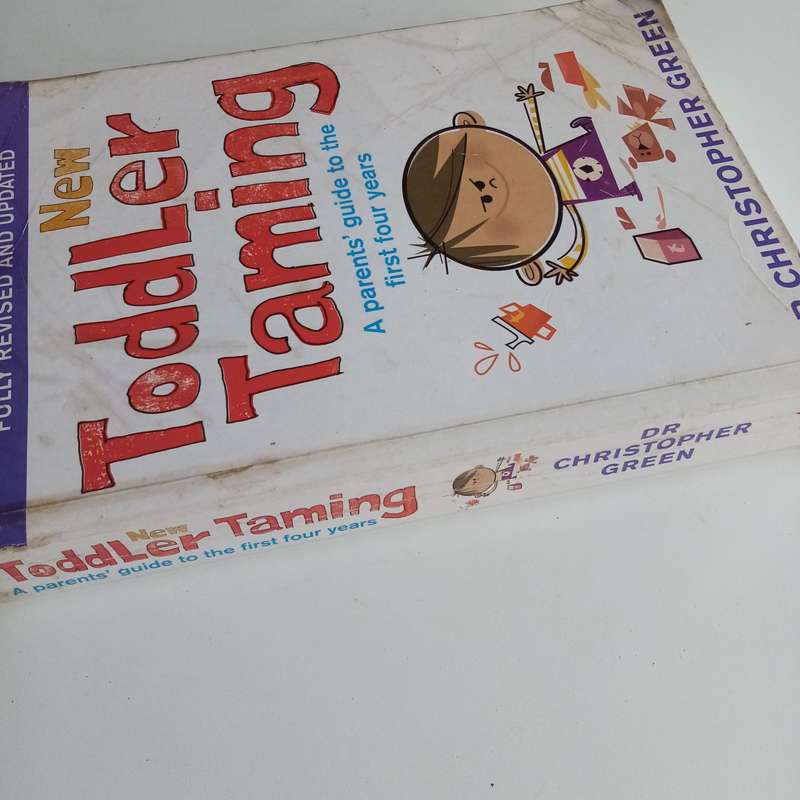 FULLY REVISED AND UPDATED
New
Toddler
Taming
A parents' guide to the
first four years
DR CHRISTOPHER GREEN
New
Toddler Taming
A parents' guide to the first four years
DR
CHRISTOPHER
GREEN